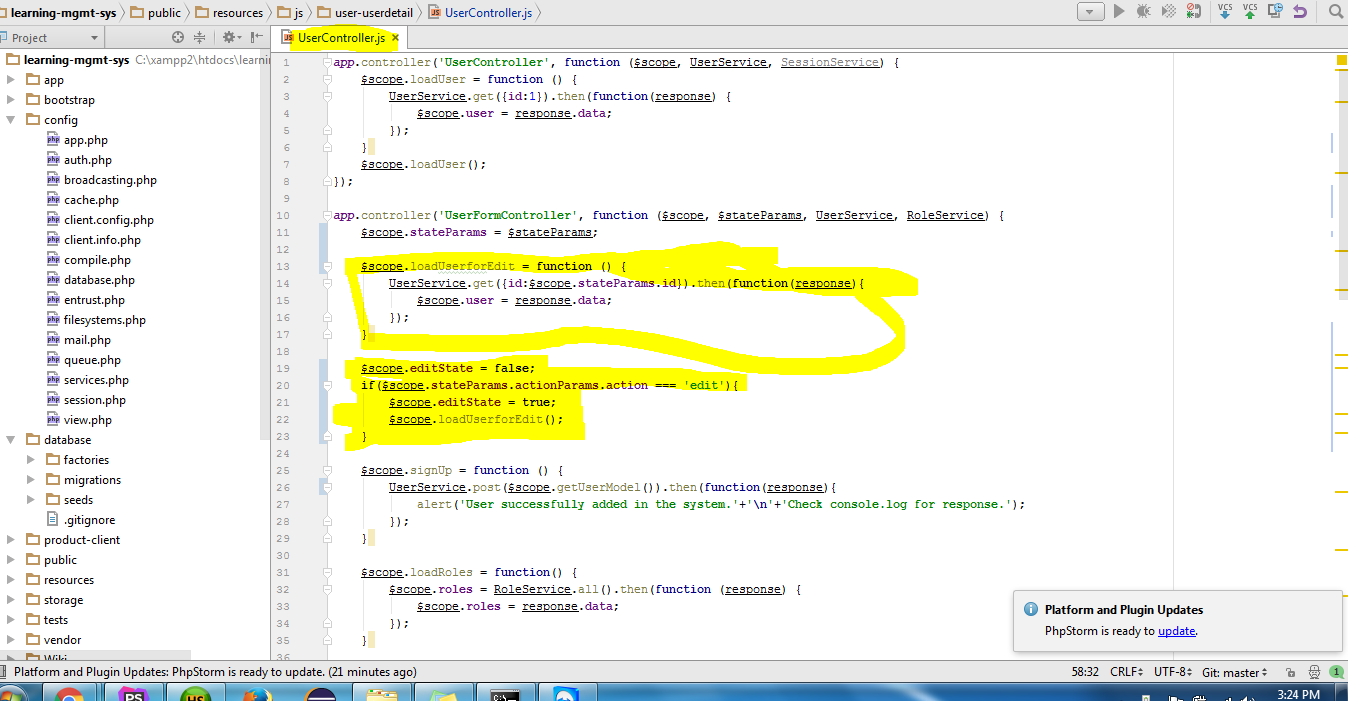 learning-mgmt-sys public resources js user-userdetail UserController.js
VCS VCS
Project
UserController.js
learning-mgmt-sys C:\xampp2\htdocs\learni
app
bootstrap
config
app.php
auth.php
broadcasting.php
cache.php
client.config.php
client.info.php
compile.php
database.php
entrust.php
filesystems.php
mail.php
queue.php
services.php
session.php
view.php
database
factories
migrations
seeds
.gitignore
product-client
public
resources
storage
tests
vendor
Wiki
1 app.controller('UserController', function ($scope, UserService, SessionService) {
2 $scope.loadUser = function () {
3 UserService.get({id:1}).then(function(response) {
4 $scope.user = response.data;
5 });
6 }
7 $scope.loadUser();
8 });
9
10 app.controller('UserFormController', function ($scope, $stateParams, UserService, RoleService) {
11 $scope.stateParams = $stateParams;
12
13 $scope.loadUserforEdit = function () {
14 UserService.get({id:$scope.stateParams.id}).then(function(response){
15 $scope.user = response.data;
16 });
17 }
18
19 $scope.editState = false;
20 if($scope.stateParams.actionParams.action === 'edit'){
21 $scope.editState = true;
22 $scope.loadUserforEdit();
23 }
24
25 $scope.signUp = function () {
26 UserService.post($scope.getUserModel()).then(function(response){
27 alert('User successfully added in the system.'+'\n'+'Check console.log for response.');
28 });
29 }
30
31 $scope.loadRoles = function() {
32 $scope.roles = RoleService.all().then(function (response) {
33 $scope.roles = response.data;
34 });
35 }
36
Platform and Plugin Updates
PhpStorm is ready to update.
Platform and Plugin Updates: PhpStorm is ready to update. (21 minutes ago) 58:32 CRLF UTF-8 Git: master 1
PS
C:\
3:24 PM